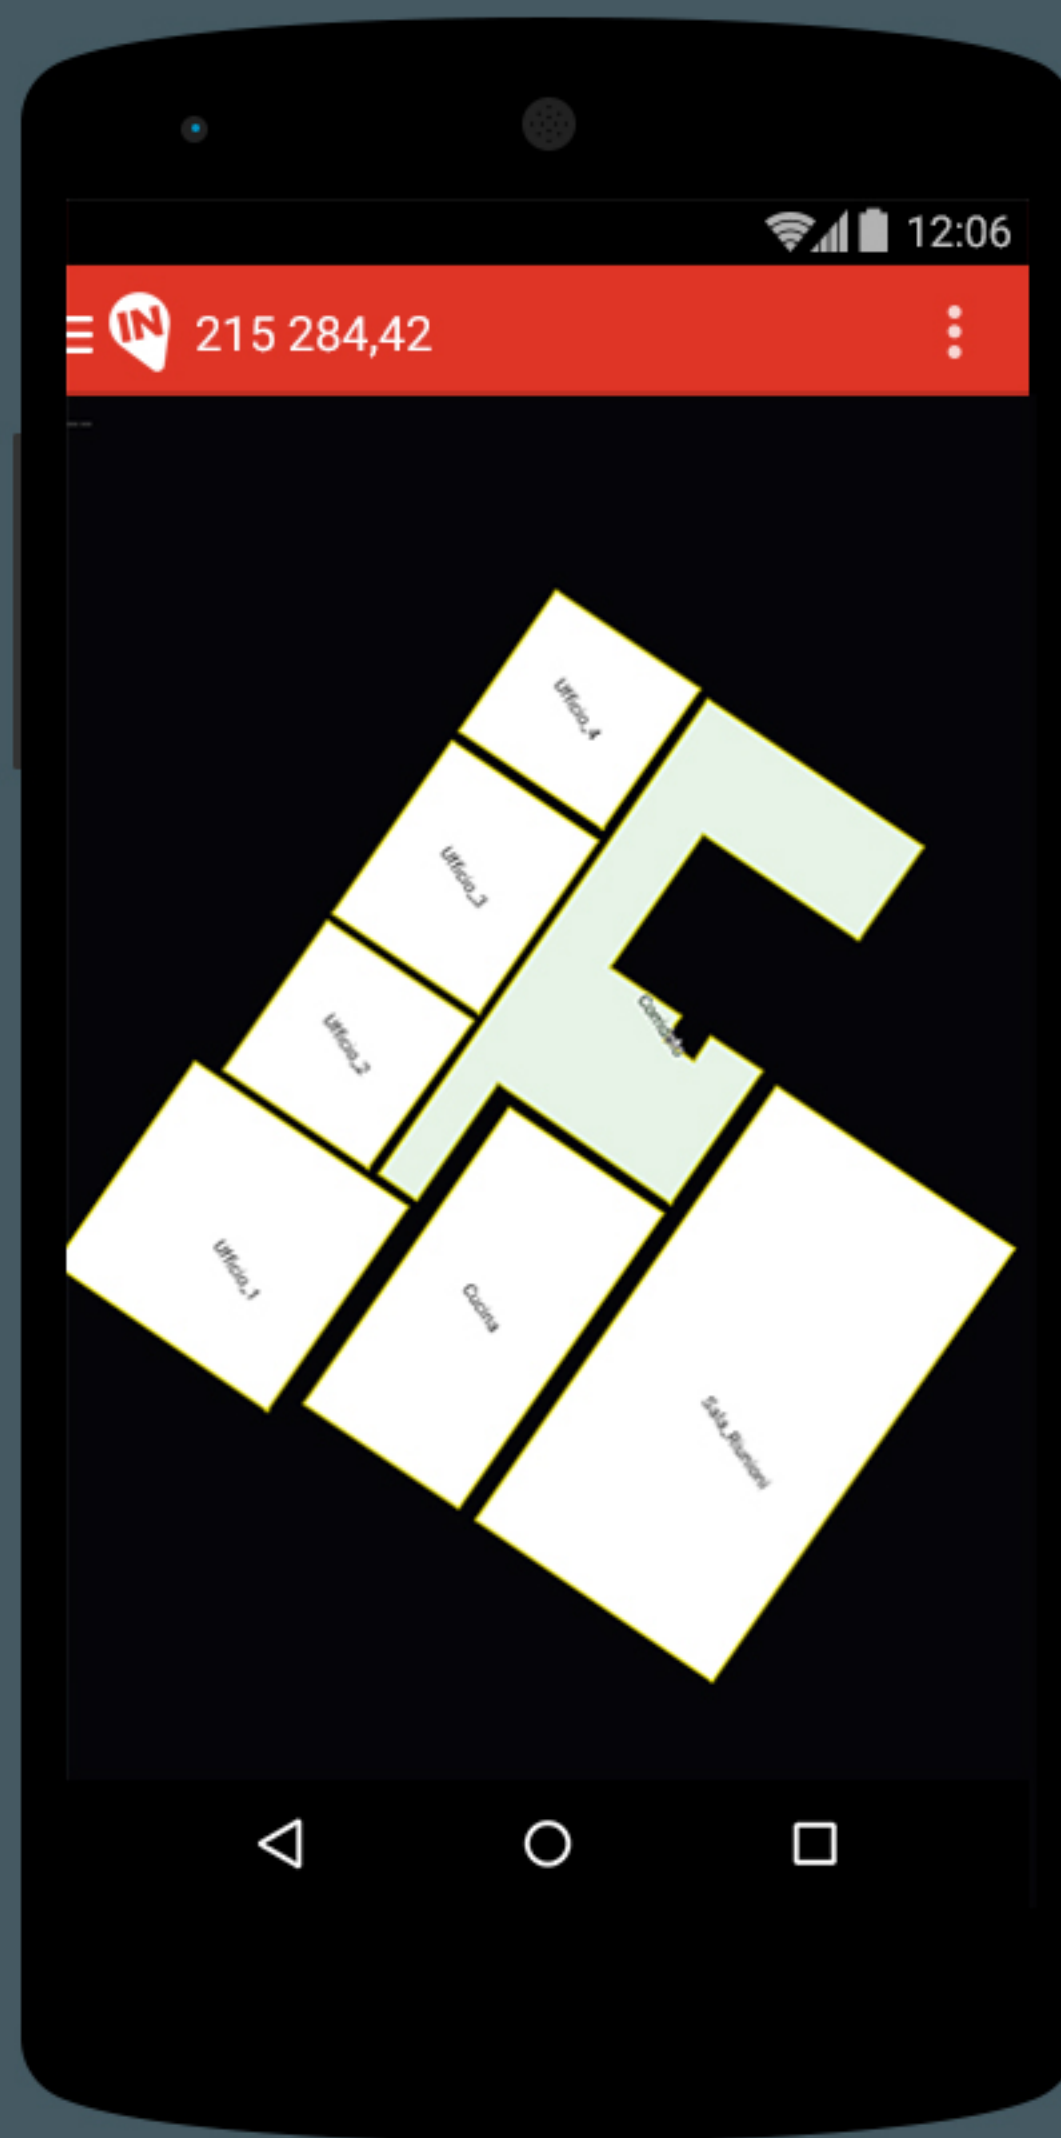 12:06
IN 215 284,42
--
Ufficio_4
Ufficio_3
Corridoio
Ufficio_2
Ufficio_1
Cucina
Sala_Riunioni